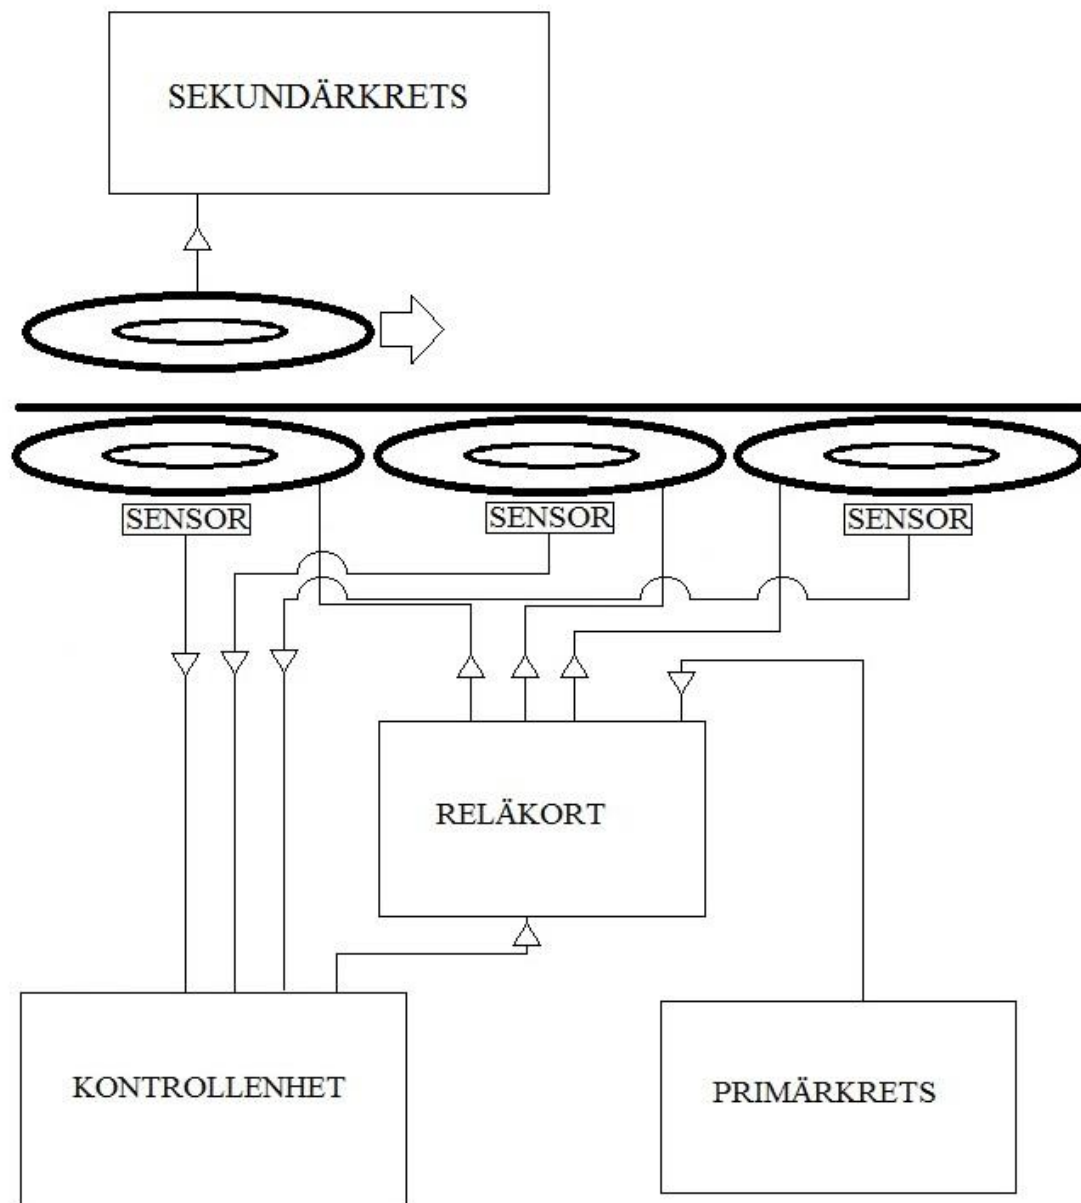 SEKUNDÄRKRETS
SENSOR
SENSOR
SENSOR
RELÄKORT
KONTROLLENHET
PRIMÄRKRETS